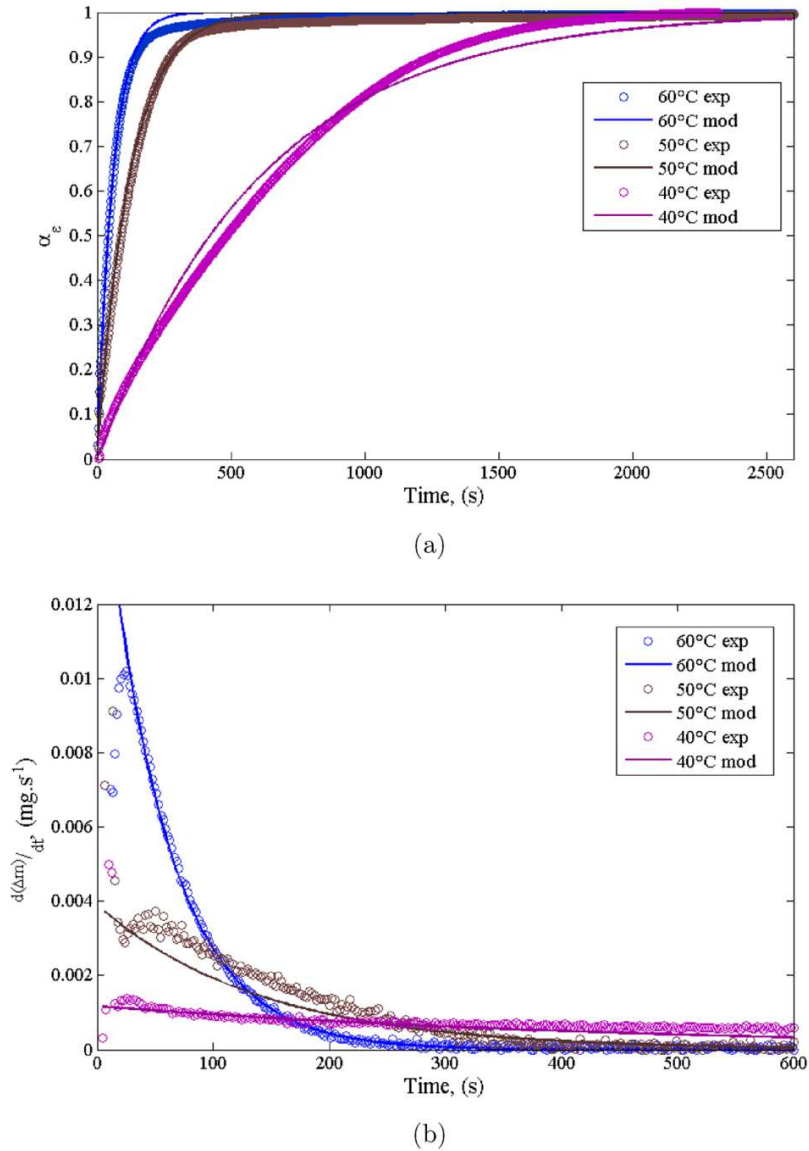 1
0.9
0.8
0.7
0.6
0.5
0.4
0.3
0.2
0.1
0
α_ε
60°C exp
60°C mod
50°C exp
50°C mod
40°C exp
40°C mod
0 500 1000 1500 2000 2500
Time, (s)
(a)
0.012
0.01
0.008
0.006
0.004
0.002
0
d(Δm)/dt, (mg.s⁻¹)
60°C exp
60°C mod
50°C exp
50°C mod
40°C exp
40°C mod
0 100 200 300 400 500 600
Time, (s)
(b)